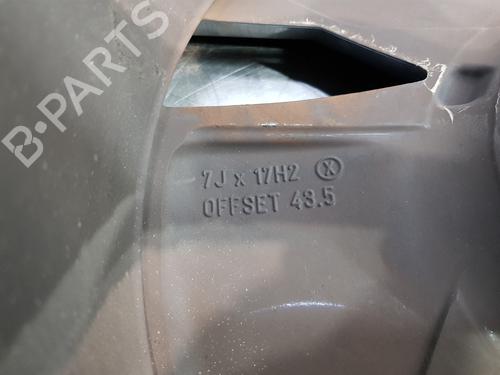 B-PARTS
7J x 17H2 Ⓧ
OFFSET 43.5